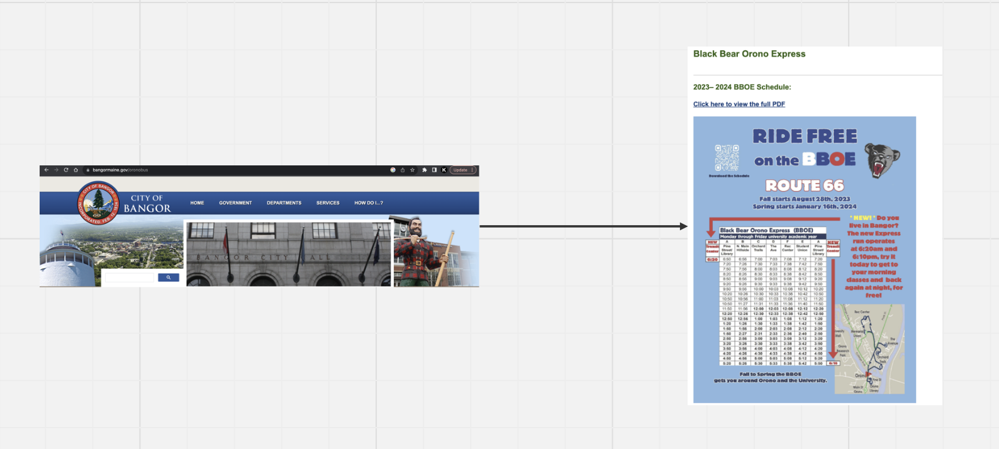 bangormaine.gov/oronobus
K
Update
CITY OF BANGOR
INCORPORATED, FEB. 12, 1834
CITY OF
BANGOR
HOME
GOVERNMENT
DEPARTMENTS
SERVICES
HOW DO I...?
BANGOR CITY HALL
Black Bear Orono Express
2023– 2024 BBOE Schedule:
Click here to view the full PDF
RIDE FREE
on the BBOE
Download the Schedule
ROUTE 66
Fall starts August 28th, 2023
Spring starts January 16th, 2024
* NEW! * Do you
live in Bangor?
The new Express
run operates
at 6:20am and
6:10pm, try it
today to get to
your morning
classes and back
again at night, for
free!
Black Bear Orono Express (BBOE)
Monday through Friday university academic year
NEW A B C D F E A NEW
Transit Center Pine Street/ Library N. Main Hillside Orchard Trails The Ave Rec Center Student Union Pine Street/ Library Transit Center
6:20 6:50 6:56 7:00 7:03 7:08 7:12 7:20
7:20 7:26 7:30 7:33 7:38 7:42 7:50
7:50 7:56 8:00 8:03 8:08 8:12 8:20
8:20 8:26 8:30 8:33 8:38 8:42 8:50
8:50 8:56 9:00 9:03 9:08 9:12 9:20
9:20 9:26 9:30 9:33 9:38 9:42 9:50
9:50 9:56 10:00 10:03 10:08 10:12 10:20
10:20 10:26 10:30 10:33 10:38 10:42 10:50
10:50 10:56 11:00 11:03 11:08 11:12 11:20
10:50 11:27 11:31 11:33 11:36 11:40 11:50
11:50 11:56 12:00 12:03 12:08 12:12 12:20
12:20 12:26 12:30 12:33 12:38 12:42 12:50
12:50 12:56 1:00 1:03 1:08 1:12 1:20
1:20 1:26 1:30 1:33 1:38 1:42 1:50
1:50 1:56 2:00 2:03 2:08 2:12 2:20
1:50 2:27 2:31 2:33 2:36 2:40 2:50
2:50 2:56 3:00 3:03 3:08 3:12 3:20
3:20 3:26 3:30 3:33 3:38 3:42 3:50
3:50 3:56 4:00 4:03 4:08 4:12 4:20
4:20 4:26 4:30 4:33 4:38 4:42 4:50
4:50 4:56 5:00 5:03 5:08 5:12 5:20
5:20 5:26 5:30 5:33 5:38 5:42 5:50 6:10
Rec Center
Memorial
Union
The
Avenue
Orono
Research
Park
Orchard
Trails
Orono
Pine St
Main St
Orono
Orono
Library
Fall to Spring the BBOE
gets you around Orono and the University.